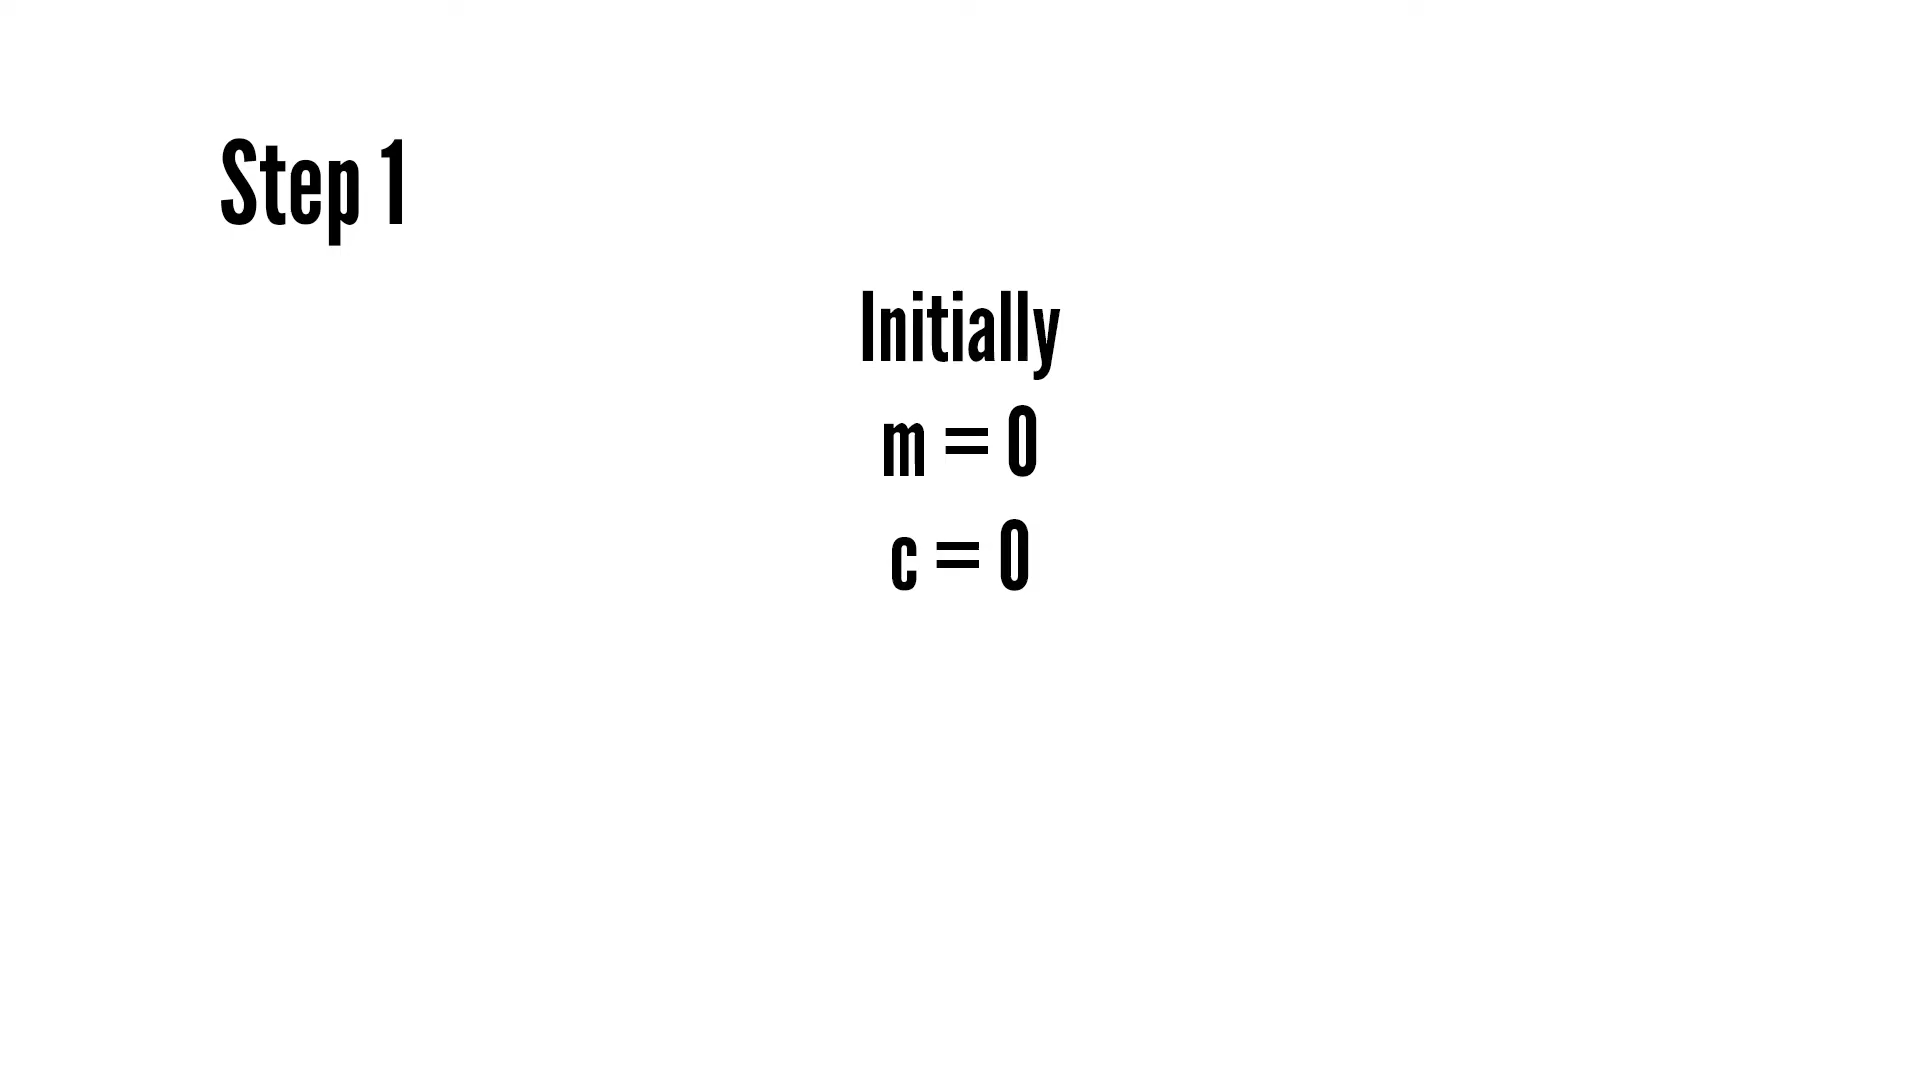 Step 1
Initially
m = 0
c = 0